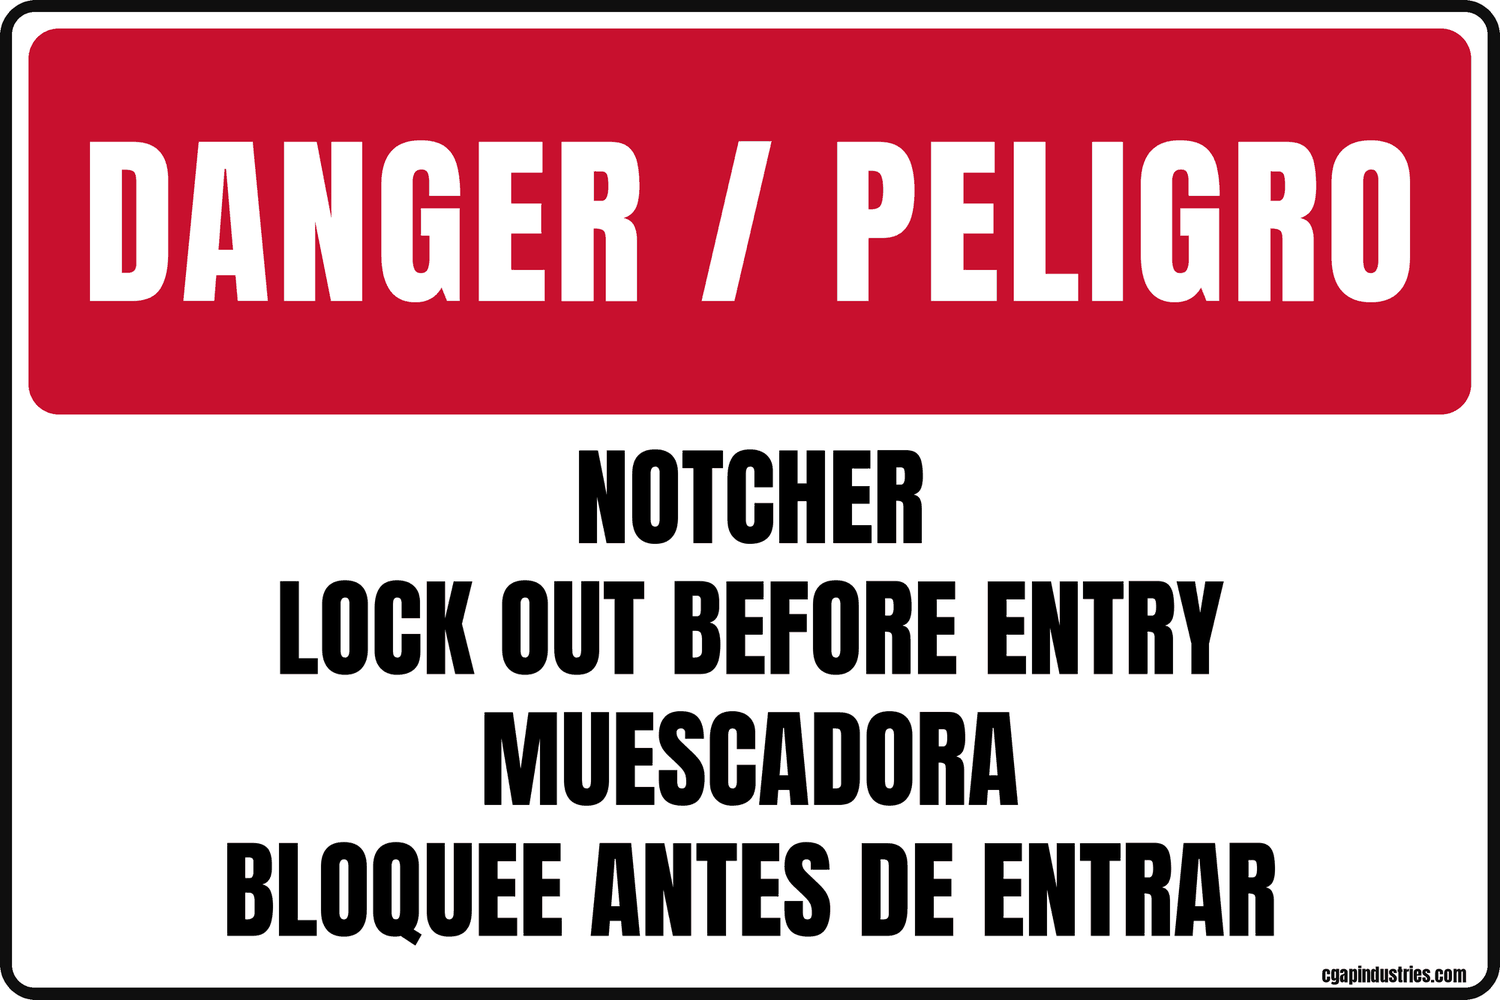 DANGER / PELIGRO
NOTCHER
LOCK OUT BEFORE ENTRY
MUESCADORA
BLOQUEE ANTES DE ENTRAR
cgapindustries.com